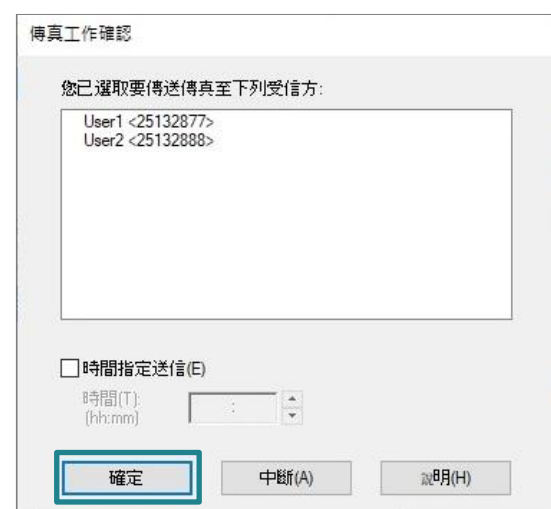 傳真工作確認
您已選取要傳送傳真至下列受信方:
User1 <25132877>
User2 <25132888>
時間指定送信(E)
時間(T):
(hh:mm)
:
確定 中斷(A) 說明(H)